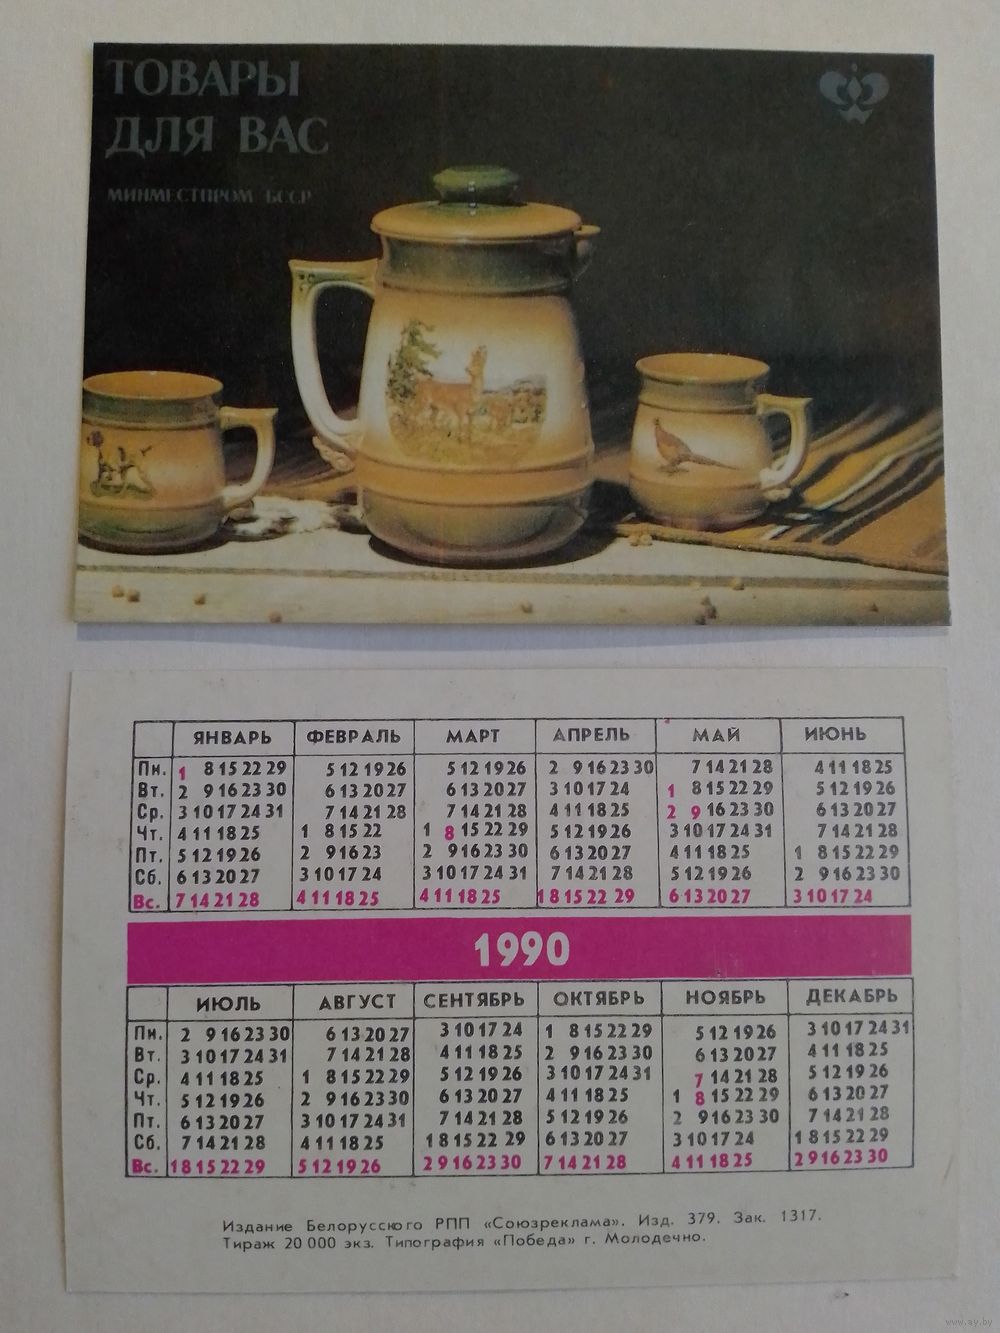 ТОВАРЫ
ДЛЯ ВАС
МИНМЕСТПРОМ БССР
ЯНВАРЬ ФЕВРАЛЬ МАРТ АПРЕЛЬ МАЙ ИЮНЬ
Пн. 1 8 15 22 29 5 12 19 26 5 12 19 26 2 9 16 23 30 7 14 21 28 4 11 18 25
Вт. 2 9 16 23 30 6 13 20 27 6 13 20 27 3 10 17 24 1 8 15 22 29 5 12 19 26
Ср. 3 10 17 24 31 7 14 21 28 7 14 21 28 4 11 18 25 2 9 16 23 30 6 13 20 27
Чт. 4 11 18 25 1 8 15 22 1 8 15 22 29 5 12 19 26 3 10 17 24 31 7 14 21 28
Пт. 5 12 19 26 2 9 16 23 2 9 16 23 30 6 13 20 27 4 11 18 25 1 8 15 22 29
Сб. 6 13 20 27 3 10 17 24 3 10 17 24 31 7 14 21 28 5 12 19 26 2 9 16 23 30
Вс. 7 14 21 28 4 11 18 25 4 11 18 25 1 8 15 22 29 6 13 20 27 3 10 17 24
1990
ИЮЛЬ АВГУСТ СЕНТЯБРЬ ОКТЯБРЬ НОЯБРЬ ДЕКАБРЬ
Пн. 2 9 16 23 30 6 13 20 27 3 10 17 24 1 8 15 22 29 5 12 19 26 3 10 17 24 31
Вт. 3 10 17 24 31 7 14 21 28 4 11 18 25 2 9 16 23 30 6 13 20 27 4 11 18 25
Ср. 4 11 18 25 1 8 15 22 29 5 12 19 26 3 10 17 24 31 7 14 21 28 5 12 19 26
Чт. 5 12 19 26 2 9 16 23 30 6 13 20 27 4 11 18 25 1 8 15 22 29 6 13 20 27
Пт. 6 13 20 27 3 10 17 24 31 7 14 21 28 5 12 19 26 2 9 16 23 30 7 14 21 28
Сб. 7 14 21 28 4 11 18 25 1 8 15 22 29 6 13 20 27 3 10 17 24 1 8 15 22 29
Вс. 1 8 15 22 29 5 12 19 26 2 9 16 23 30 7 14 21 28 4 11 18 25 2 9 16 23 30
Издание Белорусского РПП «Союзреклама». Изд. 379. Зак. 1317.
Тираж 20 000 экз. Типография «Победа» г. Молодечно.
www.ay.by